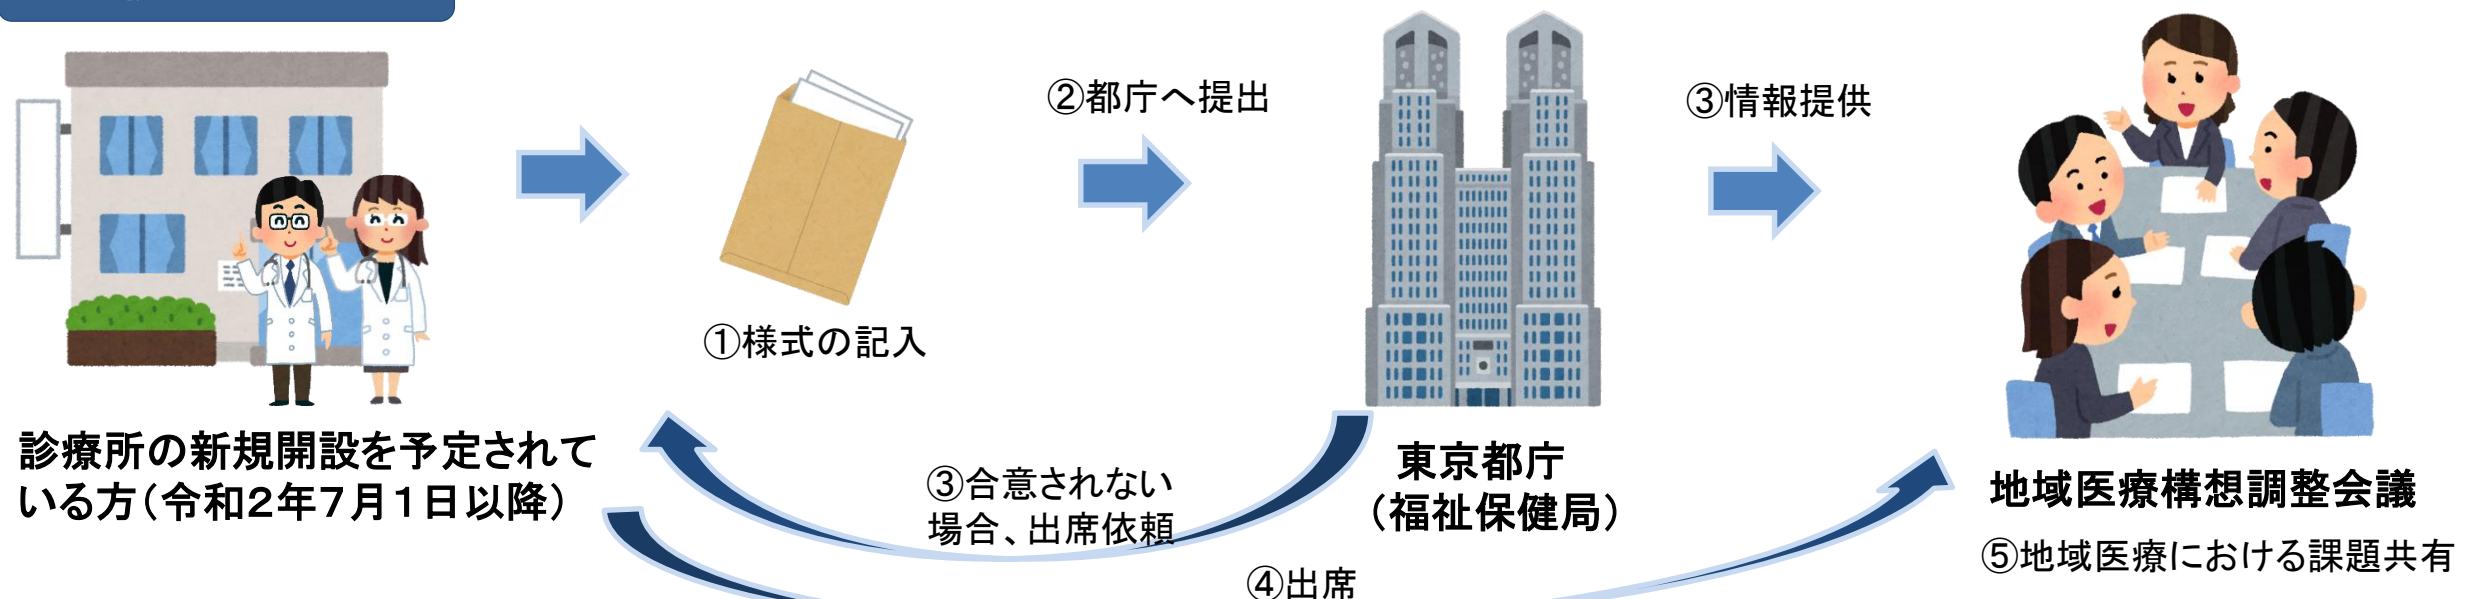 ②都庁へ提出
③情報提供
①様式の記入
診療所の新規開設を予定されて
いる方(令和2年7月1日以降)
③合意されない
場合、出席依頼
東京都庁
(福祉保健局)
地域医療構想調整会議
⑤地域医療における課題共有
④出席